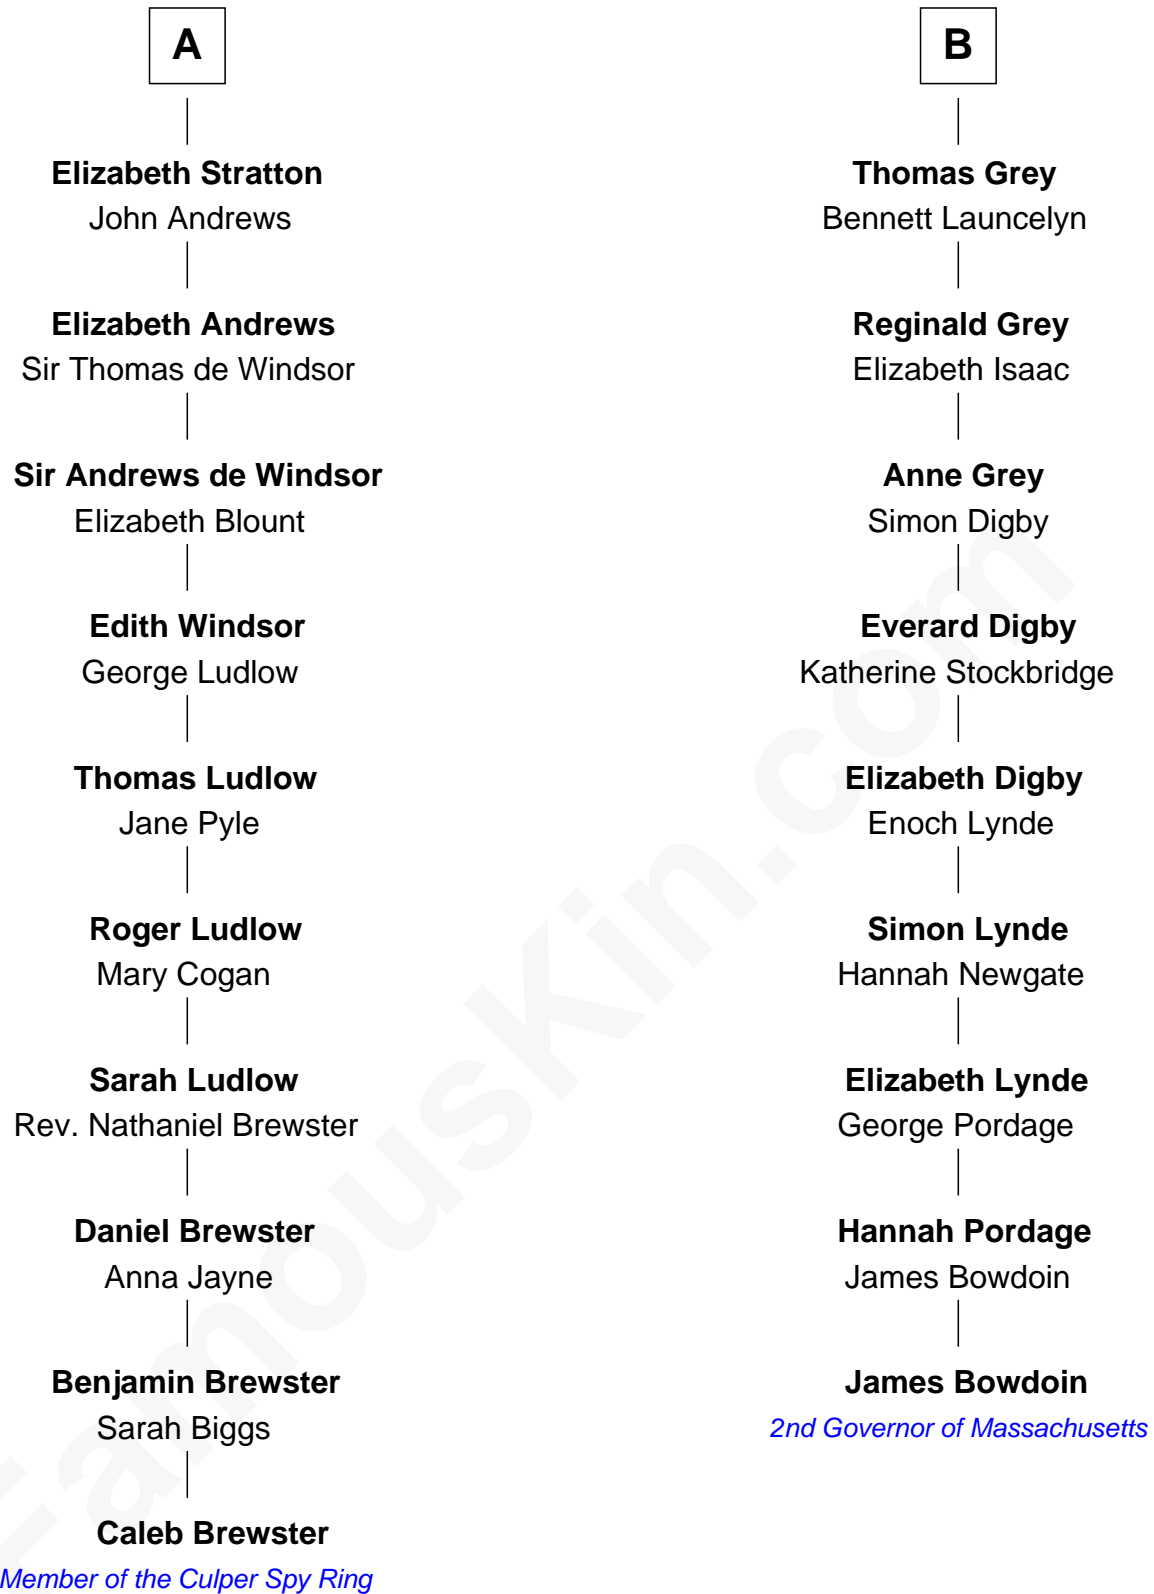 A
Elizabeth Stratton
John Andrews
Elizabeth Andrews
Sir Thomas de Windsor
Sir Andrews de Windsor
Elizabeth Blount
Edith Windsor
George Ludlow
Thomas Ludlow
Jane Pyle
Roger Ludlow
Mary Cogan
Sarah Ludlow
Rev. Nathaniel Brewster
Daniel Brewster
Anna Jayne
Benjamin Brewster
Sarah Biggs
Caleb Brewster
Member of the Culper Spy Ring
B
Thomas Grey
Bennett Launcelyn
Reginald Grey
Elizabeth Isaac
Anne Grey
Simon Digby
Everard Digby
Katherine Stockbridge
Elizabeth Digby
Enoch Lynde
Simon Lynde
Hannah Newgate
Elizabeth Lynde
George Pordage
Hannah Pordage
James Bowdoin
James Bowdoin
2nd Governor of Massachusetts
FamousKin.com